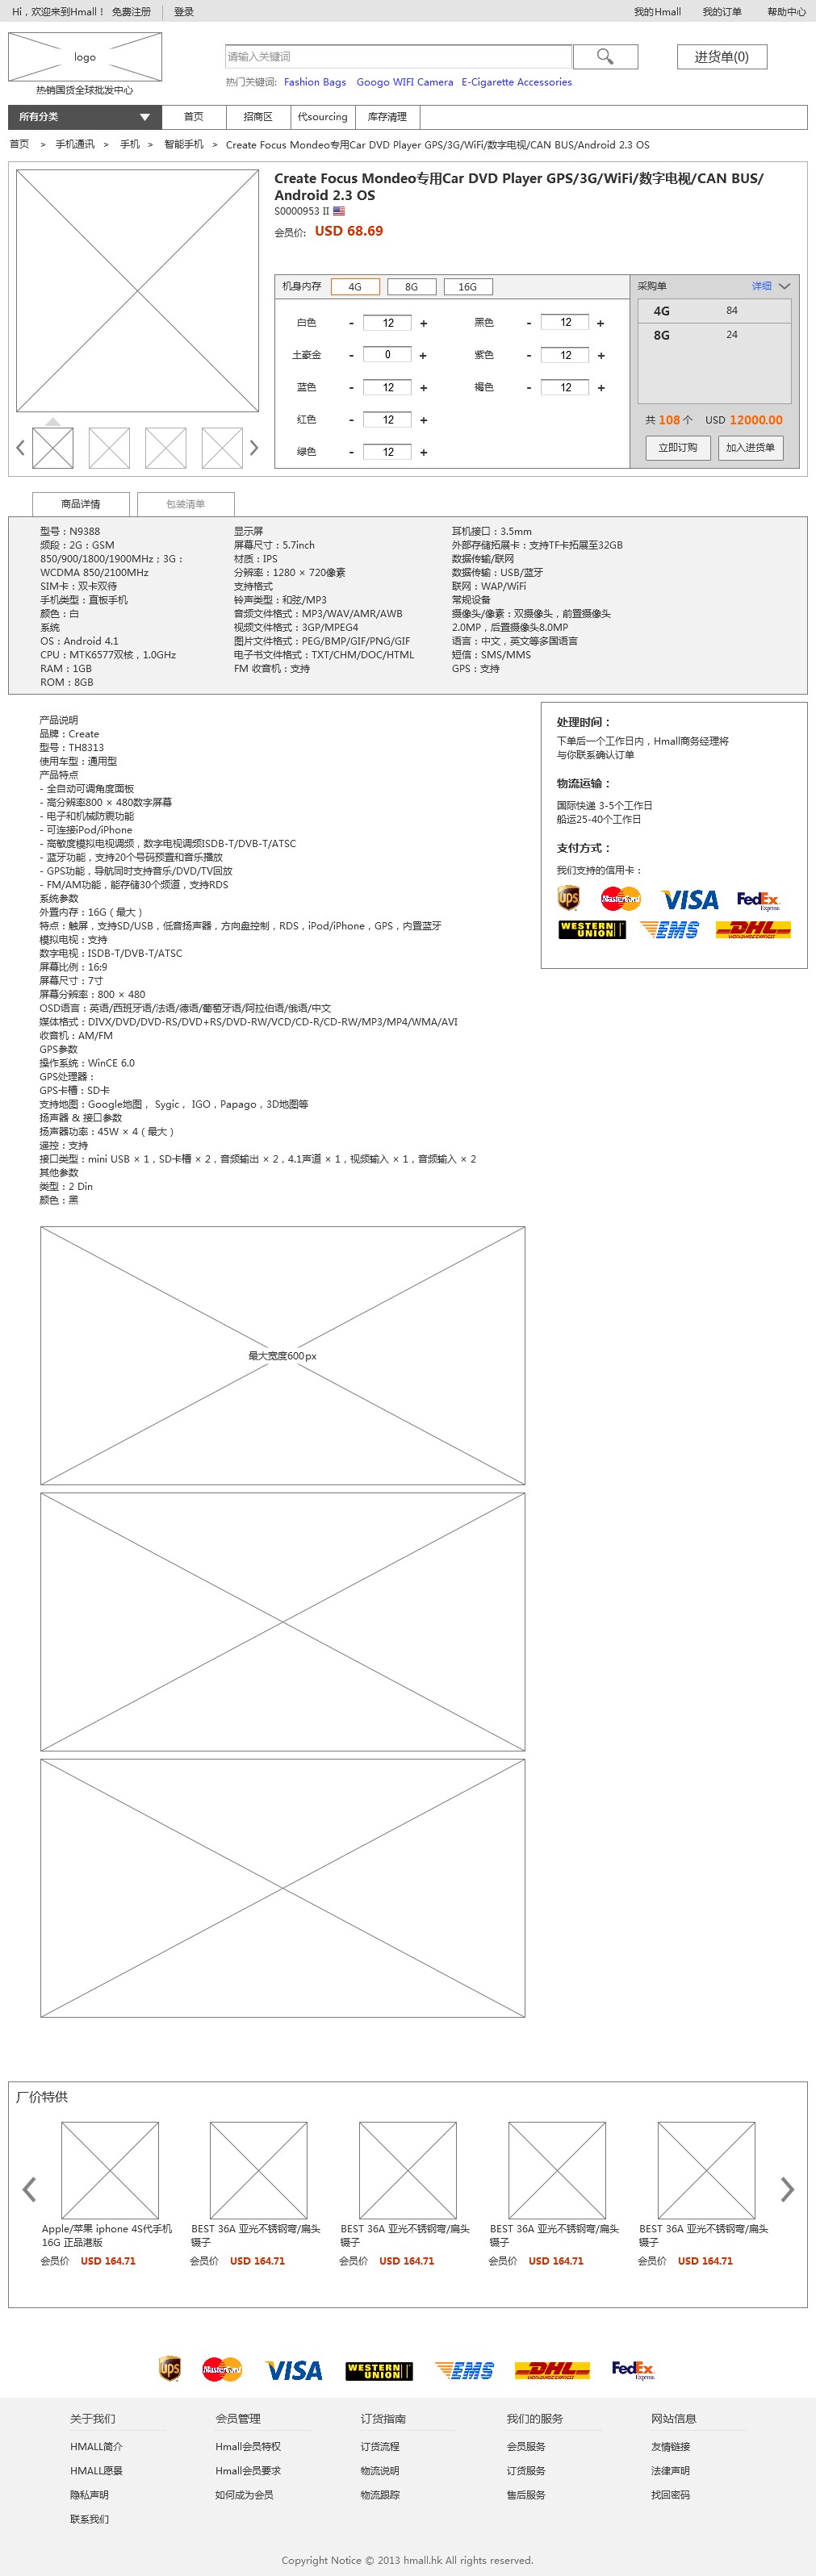 Hi，欢迎来到Hmall！ 免费注册 登录 我的Hmall 我的订单 帮助中心
logo
热销国货全球批发中心
请输入关键词
进货单(0)
热门关键词: Fashion Bags Googo WIFI Camera E-Cigarette Accessories
所有分类 首页 招商区 代sourcing 库存清理
首页 > 手机通讯 > 手机 > 智能手机 > Create Focus Mondeo专用Car DVD Player GPS/3G/WiFi/数字电视/CAN BUS/Android 2.3 OS
Create Focus Mondeo专用Car DVD Player GPS/3G/WiFi/数字电视/CAN BUS/
Android 2.3 OS
S0000953 II
会员价: USD 68.69
机身内存 4G 8G 16G
白色 - 12 + 黑色 - 12 +
土豪金 - 0 + 紫色 - 12 +
蓝色 - 12 + 褐色 - 12 +
红色 - 12 +
绿色 - 12 +
采购单 详细
4G 84
8G 24
共 108 个 USD 12000.00
立即订购 加入进货单
商品详情 包装清单
型号：N9388
频段：2G：GSM
850/900/1800/1900MHz；3G：
WCDMA 850/2100MHz
SIM卡：双卡双待
手机类型：直板手机
颜色：白
系统
OS：Android 4.1
CPU：MTK6577双核，1.0GHz
RAM：1GB
ROM：8GB
显示屏
屏幕尺寸：5.7inch
材质：IPS
分辨率：1280 × 720像素
支持格式
铃声类型：和弦/MP3
音频文件格式：MP3/WAV/AMR/AWB
视频文件格式：3GP/MPEG4
图片文件格式：PEG/BMP/GIF/PNG/GIF
电子书文件格式：TXT/CHM/DOC/HTML
FM 收音机：支持
耳机接口：3.5mm
外部存储拓展卡：支持TF卡拓展至32GB
数据传输/联网
数据传输：USB/蓝牙
联网：WAP/WiFi
常规设备
摄像头/像素：双摄像头，前置摄像头
2.0MP，后置摄像头8.0MP
语言：中文，英文等多国语言
短信：SMS/MMS
GPS：支持
产品说明
品牌：Create
型号：TH8313
使用车型：通用型
产品特点
- 全自动可调角度面板
- 高分辨率800 × 480数字屏幕
- 电子和机械防震功能
- 可连接iPod/iPhone
- 高敏度模拟电视调频，数字电视调频ISDB-T/DVB-T/ATSC
- 蓝牙功能，支持20个号码预置和音乐播放
- GPS功能，导航同时支持音乐/DVD/TV回放
- FM/AM功能，能存储30个频道，支持RDS
系统参数
外置内存：16G（最大）
特点：触屏，支持SD/USB，低音扬声器，方向盘控制，RDS，iPod/iPhone，GPS，内置蓝牙
模拟电视：支持
数字电视：ISDB-T/DVB-T/ATSC
屏幕比例：16:9
屏幕尺寸：7寸
屏幕分辨率：800 × 480
OSD语言：英语/西班牙语/法语/德语/葡萄牙语/阿拉伯语/俄语/中文
媒体格式：DIVX/DVD/DVD-RS/DVD+RS/DVD-RW/VCD/CD-R/CD-RW/MP3/MP4/WMA/AVI
收音机：AM/FM
GPS参数
操作系统：WinCE 6.0
GPS处理器：
GPS卡槽：SD卡
支持地图：Google地图， Sygic， IGO，Papago，3D地图等
扬声器 & 接口参数
扬声器功率：45W × 4（最大）
遥控：支持
接口类型：mini USB × 1，SD卡槽 × 2，音频输出 × 2，4.1声道 × 1，视频输入 × 1，音频输入 × 2
其他参数
类型：2 Din
颜色：黑
处理时间：
下单后一个工作日内，Hmall商务经理将
与你联系确认订单
物流运输：
国际快递 3-5个工作日
船运25-40个工作日
支付方式：
我们支持的信用卡：
ups MasterCard VISA FedEx Express
WESTERN UNION EMS DHL WORLDWIDE EXPRESS
最大宽度600px
厂价特供
Apple/苹果 iphone 4S代手机
16G 正品港版
会员价 USD 164.71
BEST 36A 亚光不锈钢弯/扁头
镊子
会员价 USD 164.71
BEST 36A 亚光不锈钢弯/扁头
镊子
会员价 USD 164.71
BEST 36A 亚光不锈钢弯/扁头
镊子
会员价 USD 164.71
BEST 36A 亚光不锈钢弯/扁头
镊子
会员价 USD 164.71
ups MasterCard VISA WESTERN UNION EMS DHL WORLDWIDE EXPRESS FedEx Express
关于我们 会员管理 订货指南 我们的服务 网站信息
HMALL简介 Hmall会员特权 订货流程 会员服务 友情链接
HMALL愿景 Hmall会员要求 物流说明 订货服务 法律声明
隐私声明 如何成为会员 物流跟踪 售后服务 找回密码
联系我们
Copyright Notice © 2013 hmall.hk All rights reserved.